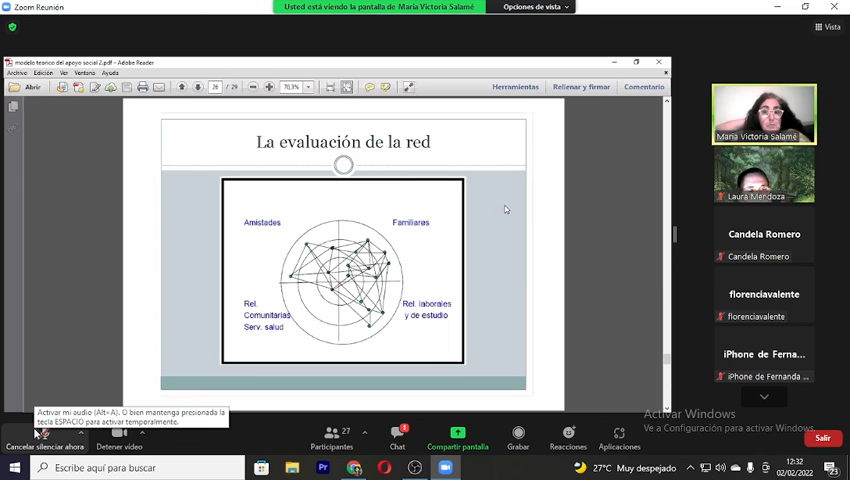 Zoom Reunión
Usted está viendo la pantalla de Maria Victoria Salamé
Opciones de vista
Vista
modelo teorico del apoyo social 2.pdf - Adobe Reader
Archivo Edición Ver Ventana Ayuda
Abrir
26 / 29
70,3%
Herramientas
Rellenar y firmar
Comentario
La evaluación de la red
Amistades
Familiares
Rel.
Comunitarias
Serv. salud
Rel. laborales
y de estudio
Maria Victoria Salamé
Laura Mendoza
Candela Romero
Candela Romero
florenciavalente
florenciavalente
iPhone de Ferna...
iPhone de Fernanda ...
Activar mi audio (Alt+A). O bien mantenga presionada la
tecla ESPACIO para activar temporalmente.
Cancelar silenciar ahora
Detener video
27
Participantes
1
Chat
Compartir pantalla
Grabar
Reacciones
Aplicaciones
Activar Windows
Ve a Configuración para activar Windows.
Salir
Escribe aquí para buscar
Pr
27°C Muy despejado
12:32
02/02/2022
23